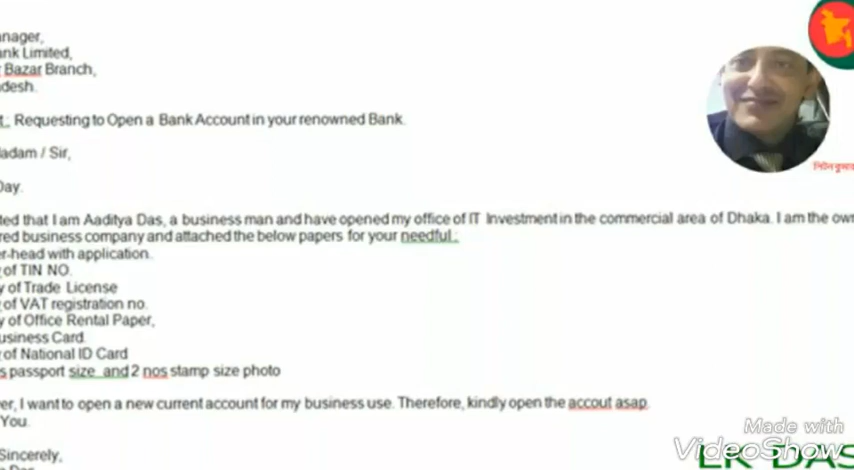 nager,
nk Limited,
Bazar Branch,
desh.
t.: Requesting to Open a Bank Account in your renowned Bank.
adam / Sir,
Day.
ted that I am Aaditya Das, a business man and have opened my office of IT Investment in the commercial area of Dhaka. I am the own
red business company and attached the below papers for your needful :
r-head with application.
of TIN NO.
y of Trade License
of VAT registration no.
y of Office Rental Paper,
usiness Card.
of National ID Card
s passport size and 2 nos stamp size photo
er, I want to open a new current account for my business use. Therefore, kindly open the accout asap.
You.
Sincerely,
Das
LK DAS
Made with
VideoShow